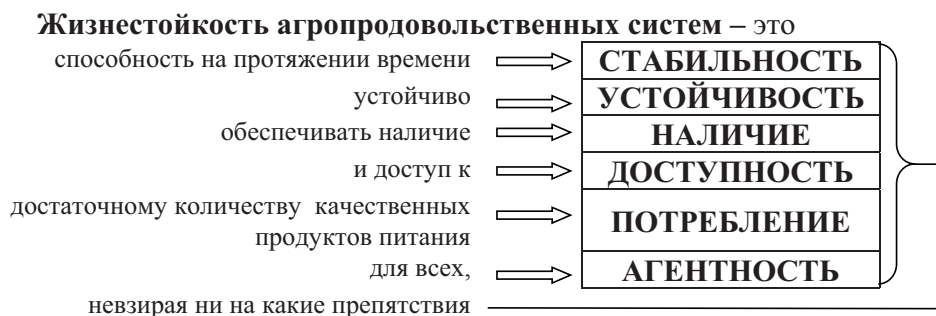 Жизнестойкость агропродовольственных систем – это
способность на протяжении времени
СТАБИЛЬНОСТЬ
устойчиво
УСТОЙЧИВОСТЬ
обеспечивать наличие
НАЛИЧИЕ
и доступ к
ДОСТУПНОСТЬ
достаточному количеству качественных
продуктов питания
ПОТРЕБЛЕНИЕ
для всех,
АГЕНТНОСТЬ
невзирая ни на какие препятствия